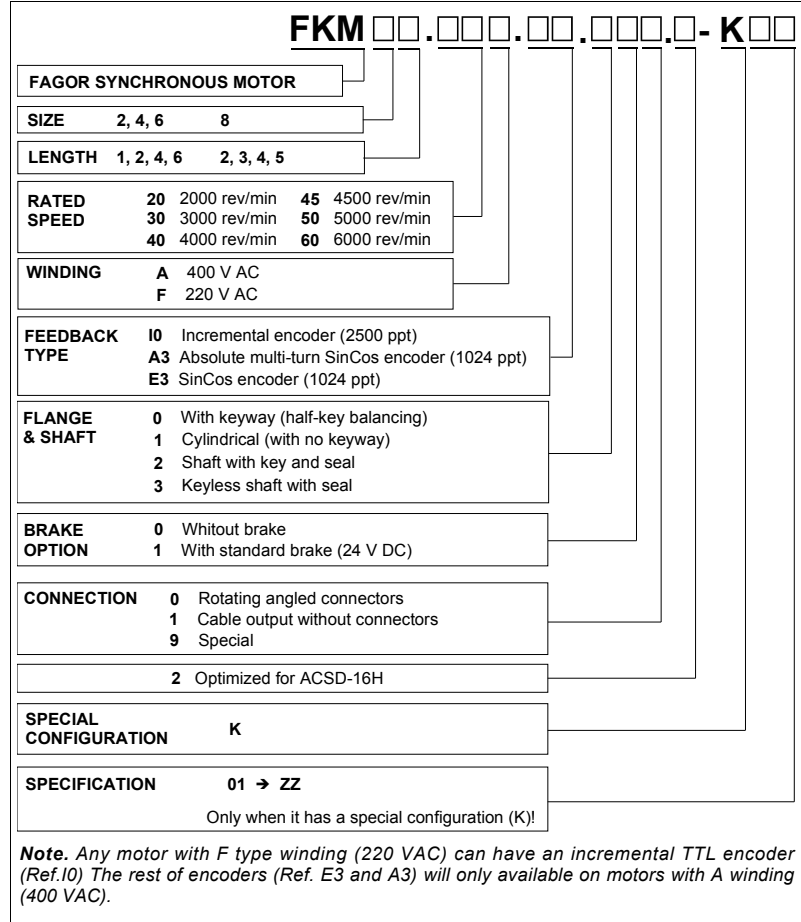 FKM □□.□□□.□□.□□□.□- K□□
FAGOR SYNCHRONOUS MOTOR
SIZE 2, 4, 6 8
LENGTH 1, 2, 4, 6 2, 3, 4, 5
RATED SPEED
20 2000 rev/min 45 4500 rev/min
30 3000 rev/min 50 5000 rev/min
40 4000 rev/min 60 6000 rev/min
WINDING A 400 V AC
F 220 V AC
FEEDBACK TYPE
I0 Incremental encoder (2500 ppt)
A3 Absolute multi-turn SinCos encoder (1024 ppt)
E3 SinCos encoder (1024 ppt)
FLANGE & SHAFT
0 With keyway (half-key balancing)
1 Cylindrical (with no keyway)
2 Shaft with key and seal
3 Keyless shaft with seal
BRAKE OPTION
0 Whitout brake
1 With standard brake (24 V DC)
CONNECTION 0 Rotating angled connectors
1 Cable output without connectors
9 Special
2 Optimized for ACSD-16H
SPECIAL CONFIGURATION K
SPECIFICATION 01 ➔ ZZ
Only when it has a special configuration (K)!
Note. Any motor with F type winding (220 VAC) can have an incremental TTL encoder
(Ref.I0) The rest of encoders (Ref. E3 and A3) will only available on motors with A winding
(400 VAC).